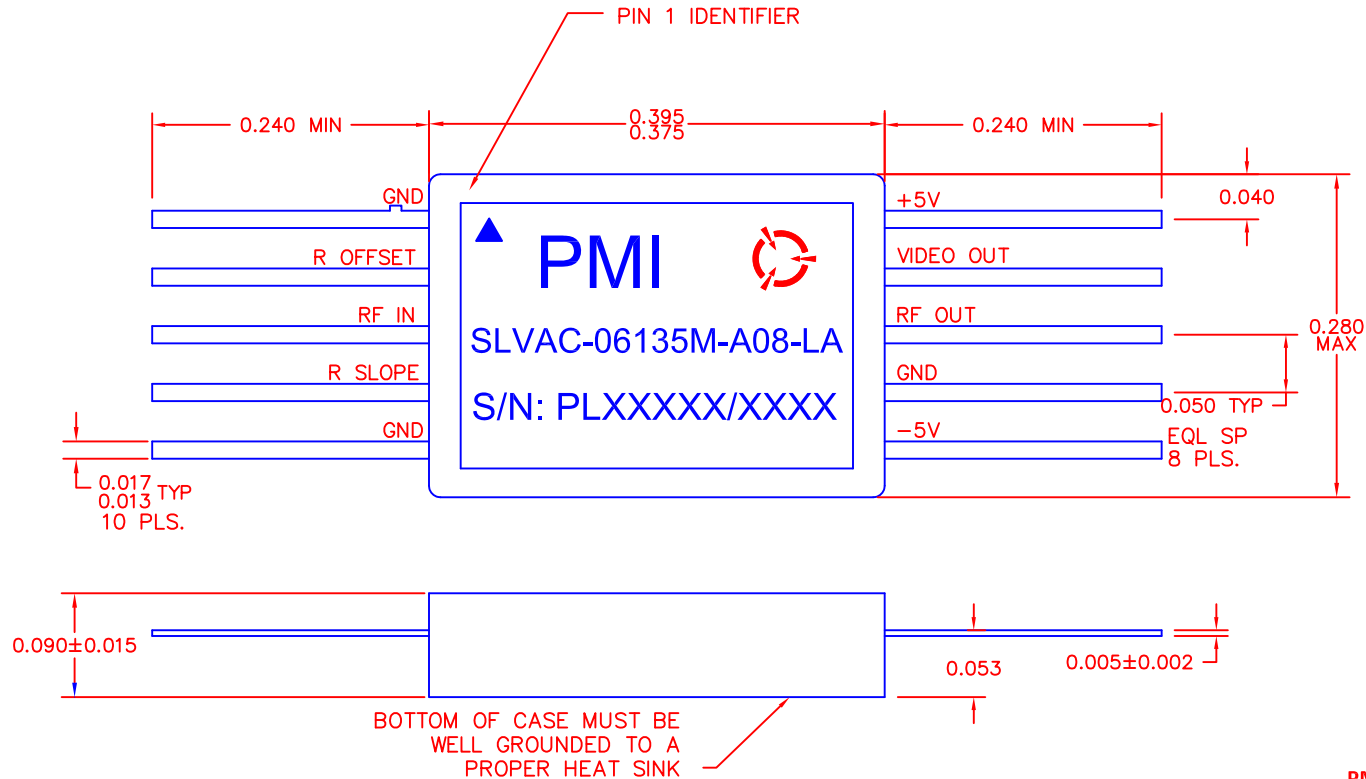 PIN 1 IDENTIFIER
0.240 MIN
0.395
0.375
0.240 MIN
GND
+5V
0.040
R OFFSET
VIDEO OUT
PMI
RF IN
RF OUT
0.280
MAX
SLVAC-06135M-A08-LA
R SLOPE
GND
0.050 TYP
EQL SP
8 PLS.
S/N: PLXXXXX/XXXX
GND
-5V
0.017
0.013 TYP
10 PLS.
0.090±0.015
0.053
0.005±0.002
BOTTOM OF CASE MUST BE
WELL GROUNDED TO A
PROPER HEAT SINK